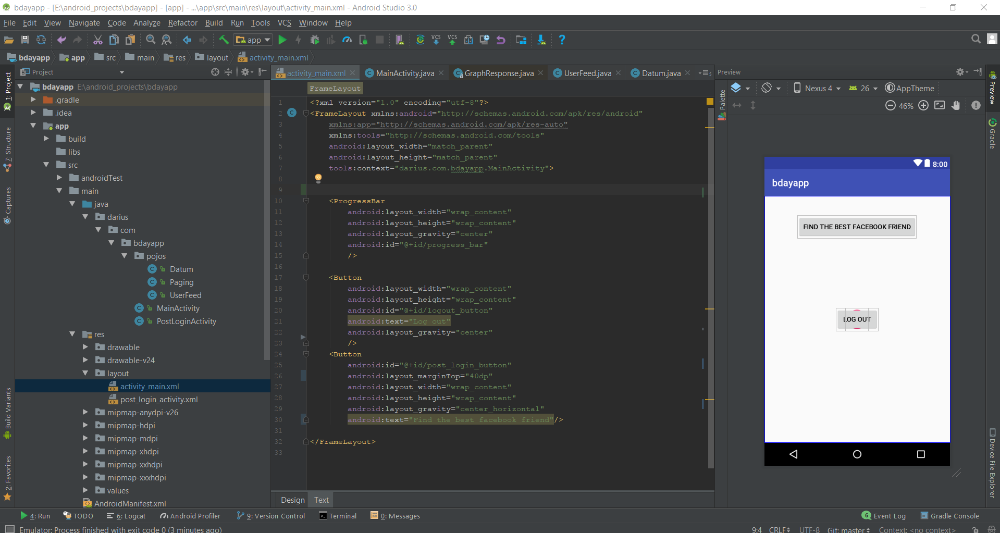 bdayapp - [E:\android_projects\bdayapp] - [app] - ...\app\src\main\res\layout\activity_main.xml - Android Studio 3.0
File Edit View Navigate Code Analyze Refactor Build Run Tools VCS Window Help
app VCS VCS
bdayapp app src main res layout activity_main.xml
Project
activity_main.xml MainActivity.java GraphResponse.java UserFeed.java Datum.java
Preview
1: Project
7: Structure
Captures
Build Variants
2: Favorites
bdayapp E:\android_projects\bdayapp
.gradle
.idea
app
build
libs
src
androidTest
main
java
darius
com
bdayapp
pojos
Datum
Paging
UserFeed
MainActivity
PostLoginActivity
res
drawable
drawable-v24
layout
activity_main.xml
post_login_activity.xml
mipmap-anydpi-v26
mipmap-hdpi
mipmap-mdpi
mipmap-xhdpi
mipmap-xxhdpi
mipmap-xxxhdpi
values
AndroidManifest.xml
FrameLayout
1 <?xml version="1.0" encoding="utf-8"?>
2 <FrameLayout xmlns:android="http://schemas.android.com/apk/res/android"
3 xmlns:app="http://schemas.android.com/apk/res-auto"
4 xmlns:tools="http://schemas.android.com/tools"
5 android:layout_width="match_parent"
6 android:layout_height="match_parent"
7 tools:context="darius.com.bdayapp.MainActivity">
8
9
10 <ProgressBar
11 android:layout_width="wrap_content"
12 android:layout_height="wrap_content"
13 android:layout_gravity="center"
14 android:id="@+id/progress_bar"
15 />
16
17 <Button
18 android:layout_width="wrap_content"
19 android:layout_height="wrap_content"
20 android:id="@+id/logout_button"
21 android:text="Log out"
22 android:layout_gravity="center"
23 />
24 <Button
25 android:id="@+id/post_login_button"
26 android:layout_marginTop="40dp"
27 android:layout_width="wrap_content"
28 android:layout_height="wrap_content"
29 android:layout_gravity="center_horizontal"
30 android:text="Find the best facebook friend"/>
31
32 </FrameLayout>
33
Design Text
Palette
Nexus 4 26 AppTheme
46%
8:00
bdayapp
FIND THE BEST FACEBOOK FRIEND
LOG OUT
Preview
Gradle
Device File Explorer
4: Run TODO 6: Logcat Android Profiler 9: Version Control Terminal 0: Messages 6 Event Log Gradle Console
Emulator: Process finished with exit code 0 (3 minutes ago) 9:4 CRLF UTF-8 Git: master Context: <no context>